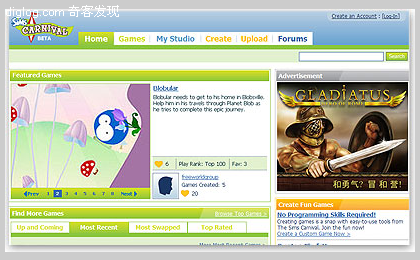 diglog.com 奇客发现
Sims
CARNIVAL
BETA
Create an Account | [Log-In]
Home
Games
My Studio
Create
Upload
Forums
Search
Featured Games
Blobular
Blobular needs to get to his home in Blobsville.
Help him in his travels through Planet Blob as
he tries to complete this epic journey.
6
Play Rank: Top 100
Fav: 3
freeworldgroup
Games Created: 5
20
Prev 1 2 3 4 5 6 7 8 Next
Advertisement
GLADIATUS
HERO OF ROME
和勇气? 冒 和 誉!
Create Fun Games
No Programming Skills Required!
Creating games is a snap with easy-to-use tools
from The Sims Carnival. Join the fun now!
Create a Custom Game Now >
Find More Games
Browse Top Games >
Up and Coming
Most Recent
Most Swapped
Top Rated
More Most Recent Games >